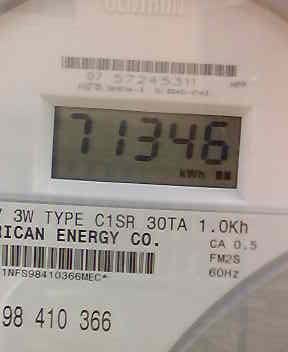 07 57245311
71346
kWh
3W TYPE C1SR 30TA 1.0Kh
RICAN ENERGY CO.
CA 0.5
FM2S
1NFS98410366MEC*
60Hz
98 410 366